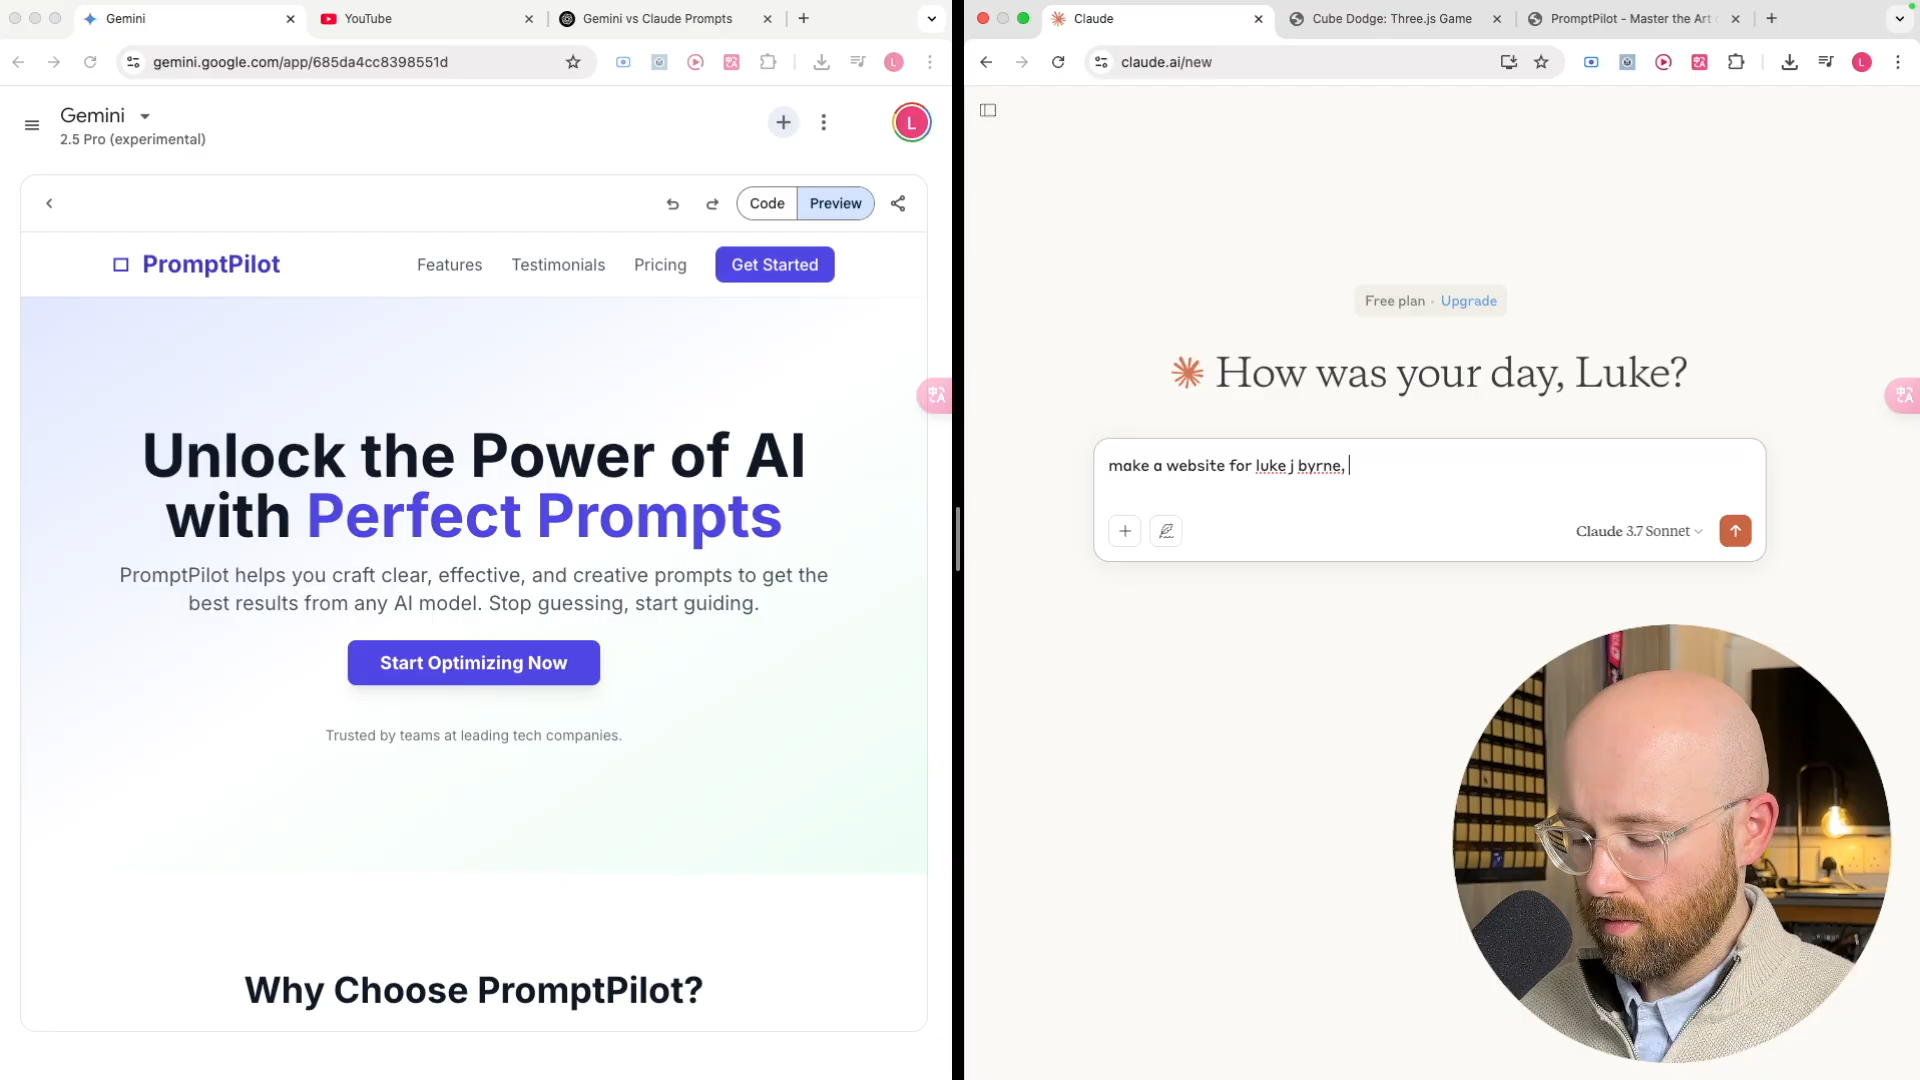 Gemini
YouTube
Gemini vs Claude Prompts
gemini.google.com/app/685da4cc8398551d
L
Gemini
2.5 Pro (experimental)
L
Code
Preview
PromptPilot
Features
Testimonials
Pricing
Get Started
Unlock the Power of AI
with Perfect Prompts
PromptPilot helps you craft clear, effective, and creative prompts to get the
best results from any AI model. Stop guessing, start guiding.
Start Optimizing Now
Trusted by teams at leading tech companies.
Why Choose PromptPilot?
Claude
Cube Dodge: Three.js Game
PromptPilot - Master the Art
claude.ai/new
L
Free plan · Upgrade
How was your day, Luke?
make a website for luke j byrne,
Claude 3.7 Sonnet